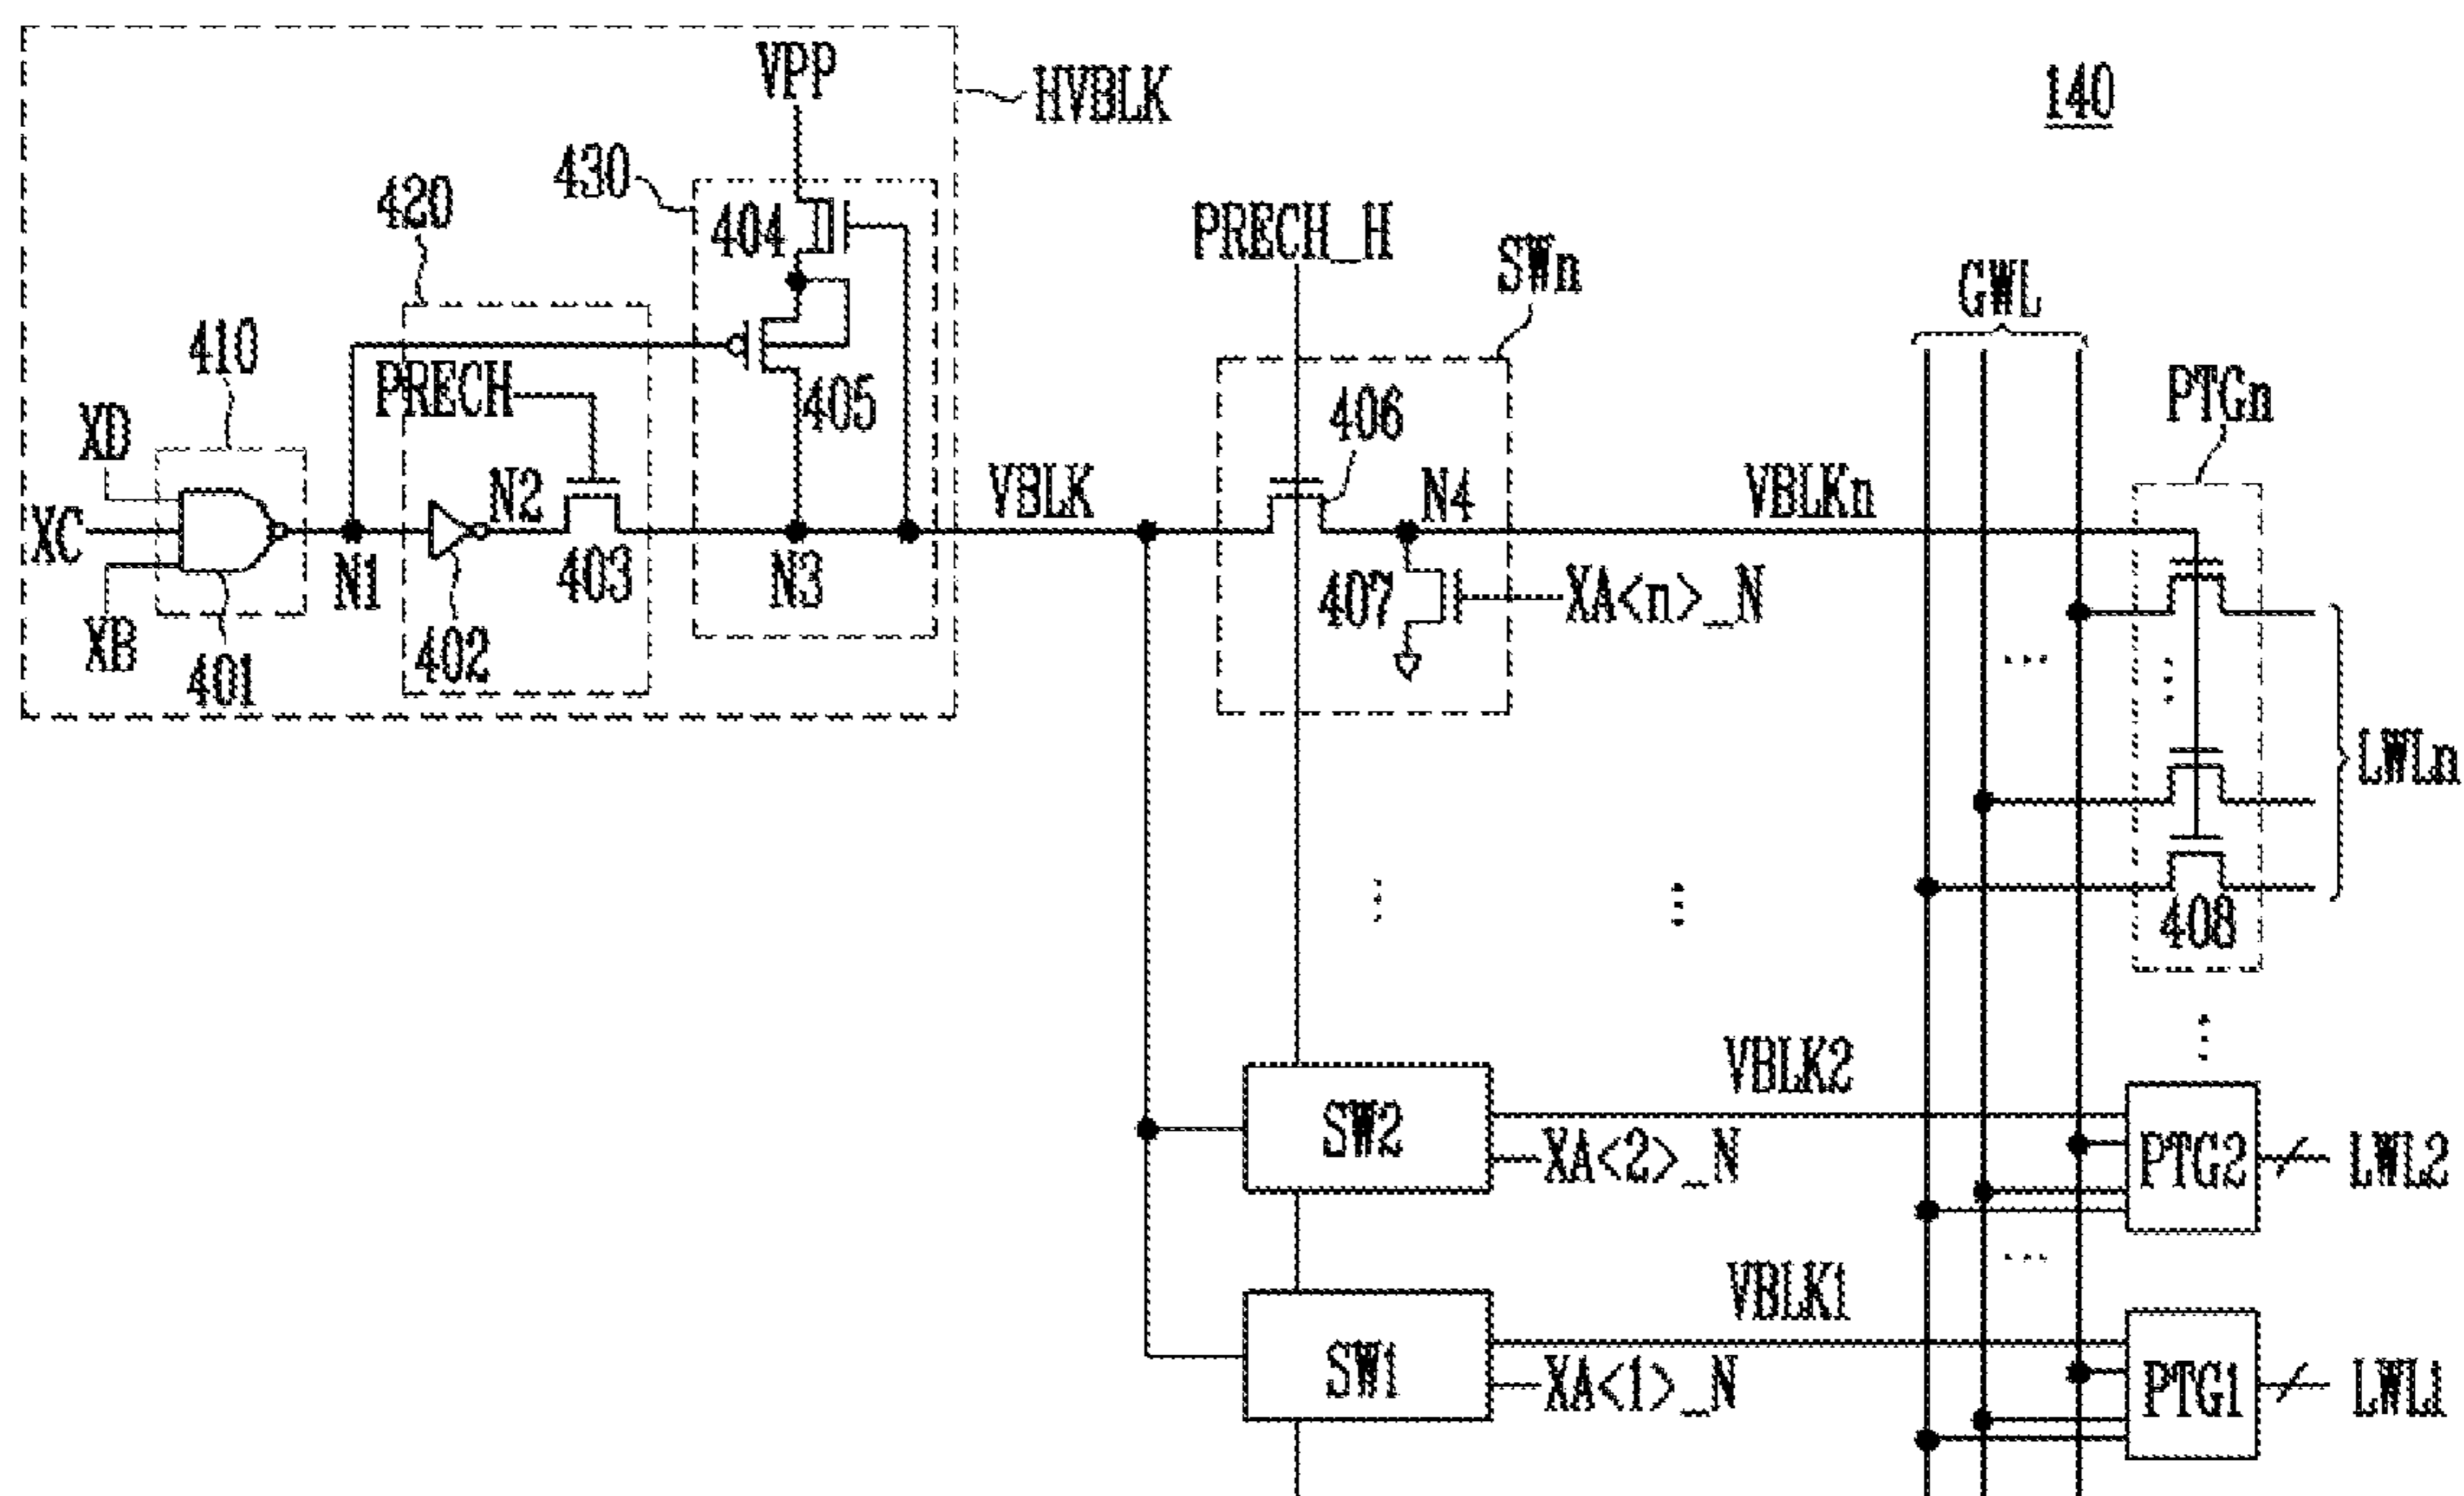 VPP
HVBLK
140
430
420
404
PRECH_H
SWn
GWL
410
PRECH
405
406
PTGn
XD
XC
XB
N1
N2
403
N3
VBLK
N4
VBLKn
401
402
407
XA<n>_N
...
LWLn
408
VBLK2
SW2
XA<2>_N
PTG2
LWL2
...
VBLK1
SW1
XA<1>_N
PTG1
LWL1